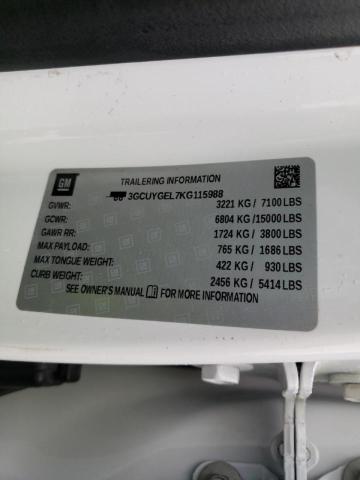 GM
TRAILERING INFORMATION
3GCUYGEL7KG115988
GVWR: 3221 KG / 7100 LBS
GCWR: 6804 KG /15000 LBS
GAWR RR: 1724 KG / 3800 LBS
MAX PAYLOAD: 765 KG / 1686 LBS
MAX TONGUE WEIGHT: 422 KG / 930 LBS
CURB WEIGHT: 2456 KG / 5414 LBS
SEE OWNER'S MANUAL FOR MORE INFORMATION